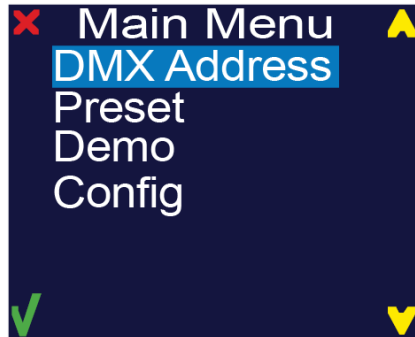 Main Menu
DMX Address
Preset
Demo
Config